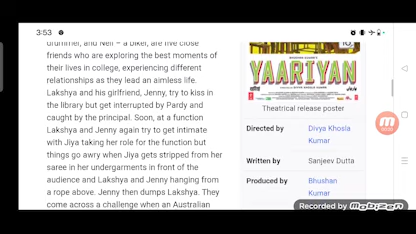 3:53
drummer, and Neil – a biker, are five close
friends who are exploring the best moments of
their lives in college, experiencing different
relationships as they lead an aimless life.
Lakshya and his girlfriend, Jenny, try to kiss in
the library but get interrupted by Pardy and
caught by the principal. Soon, at a function
Lakshya and Jenny again try to get intimate
with Jiya taking her role for the function but
things go awry when Jiya gets stripped from her
saree in her undergarments in front of the
audience and Lakshya and Jenny hanging from
a rope above. Jenny then dumps Lakshya. They
come across a challenge when an Australian
YAARIYAN
Theatrical release poster
Directed by Divya Khosla
Kumar
Written by Sanjeev Dutta
Produced by Bhushan
Kumar
Recorded by Mobizen